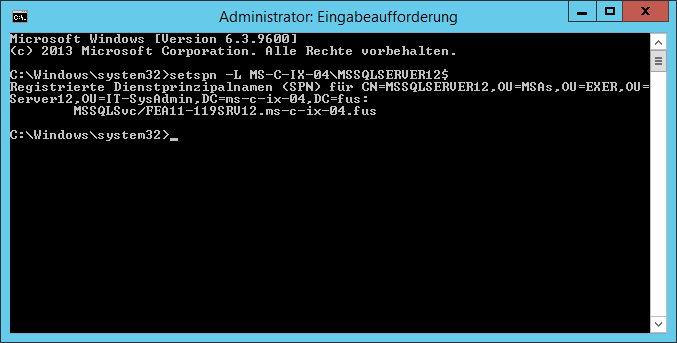 Administrator: Eingabeaufforderung
Microsoft Windows [Version 6.3.9600]
(c) 2013 Microsoft Corporation. Alle Rechte vorbehalten.
C:\Windows\system32>setspn -L MS-C-IX-04\MSSQLSERVER12$
Registrierte Dienstprinzipalnamen (SPN) für CN=MSSQLSERVER12,OU=MSAs,OU=EXER,OU=
Server12,OU=IT-SysAdmin,DC=ms-c-ix-04,DC=fus:
MSSQLSvc/FEA11-119SRV12.ms-c-ix-04.fus
C:\Windows\system32>_